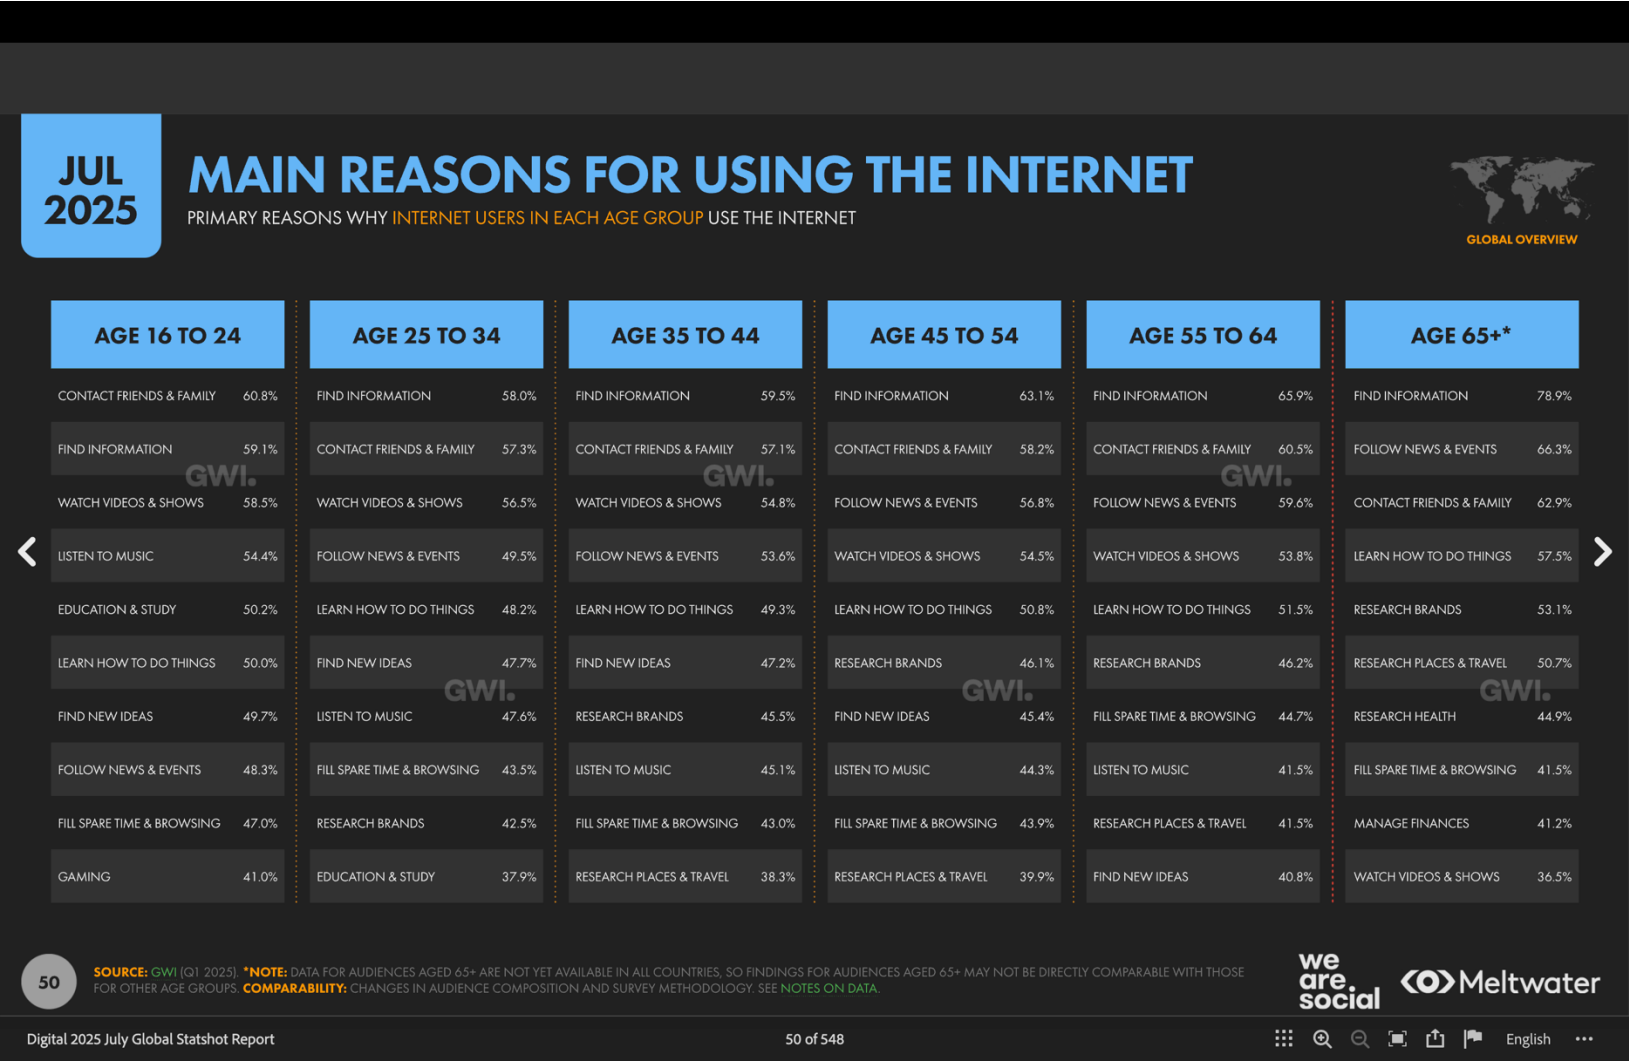 JUL
2025
MAIN REASONS FOR USING THE INTERNET
PRIMARY REASONS WHY INTERNET USERS IN EACH AGE GROUP USE THE INTERNET
GLOBAL OVERVIEW
AGE 16 TO 24
CONTACT FRIENDS & FAMILY 60.8%
FIND INFORMATION 59.1%
WATCH VIDEOS & SHOWS 58.5%
LISTEN TO MUSIC 54.4%
EDUCATION & STUDY 50.2%
LEARN HOW TO DO THINGS 50.0%
FIND NEW IDEAS 49.7%
FOLLOW NEWS & EVENTS 48.3%
FILL SPARE TIME & BROWSING 47.0%
GAMING 41.0%
GWI.
AGE 25 TO 34
FIND INFORMATION 58.0%
CONTACT FRIENDS & FAMILY 57.3%
WATCH VIDEOS & SHOWS 56.5%
FOLLOW NEWS & EVENTS 49.5%
LEARN HOW TO DO THINGS 48.2%
FIND NEW IDEAS 47.7%
LISTEN TO MUSIC 47.6%
FILL SPARE TIME & BROWSING 43.5%
RESEARCH BRANDS 42.5%
EDUCATION & STUDY 37.9%
GWI.
AGE 35 TO 44
FIND INFORMATION 59.5%
CONTACT FRIENDS & FAMILY 57.1%
WATCH VIDEOS & SHOWS 54.8%
FOLLOW NEWS & EVENTS 53.6%
LEARN HOW TO DO THINGS 49.3%
FIND NEW IDEAS 47.2%
RESEARCH BRANDS 45.5%
LISTEN TO MUSIC 45.1%
FILL SPARE TIME & BROWSING 43.0%
RESEARCH PLACES & TRAVEL 38.3%
GWI.
AGE 45 TO 54
FIND INFORMATION 63.1%
CONTACT FRIENDS & FAMILY 58.2%
FOLLOW NEWS & EVENTS 56.8%
WATCH VIDEOS & SHOWS 54.5%
LEARN HOW TO DO THINGS 50.8%
RESEARCH BRANDS 46.1%
FIND NEW IDEAS 45.4%
LISTEN TO MUSIC 44.3%
FILL SPARE TIME & BROWSING 43.9%
RESEARCH PLACES & TRAVEL 39.9%
GWI.
AGE 55 TO 64
FIND INFORMATION 65.9%
CONTACT FRIENDS & FAMILY 60.5%
FOLLOW NEWS & EVENTS 59.6%
WATCH VIDEOS & SHOWS 53.8%
LEARN HOW TO DO THINGS 51.5%
RESEARCH BRANDS 46.2%
FILL SPARE TIME & BROWSING 44.7%
LISTEN TO MUSIC 41.5%
RESEARCH PLACES & TRAVEL 41.5%
FIND NEW IDEAS 40.8%
GWI.
AGE 65+*
FIND INFORMATION 78.9%
FOLLOW NEWS & EVENTS 66.3%
CONTACT FRIENDS & FAMILY 62.9%
LEARN HOW TO DO THINGS 57.5%
RESEARCH BRANDS 53.1%
RESEARCH PLACES & TRAVEL 50.7%
RESEARCH HEALTH 44.9%
FILL SPARE TIME & BROWSING 41.5%
MANAGE FINANCES 41.2%
WATCH VIDEOS & SHOWS 36.5%
GWI.
50
SOURCE: GWI (Q1 2025). *NOTE: DATA FOR AUDIENCES AGED 65+ ARE NOT YET AVAILABLE IN ALL COUNTRIES, SO FINDINGS FOR AUDIENCES AGED 65+ MAY NOT BE DIRECTLY COMPARABLE WITH THOSE
FOR OTHER AGE GROUPS. COMPARABILITY: CHANGES IN AUDIENCE COMPOSITION AND SURVEY METHODOLOGY. SEE NOTES ON DATA.
we
are
social
Meltwater
Digital 2025 July Global Statshot Report
50 of 548
English